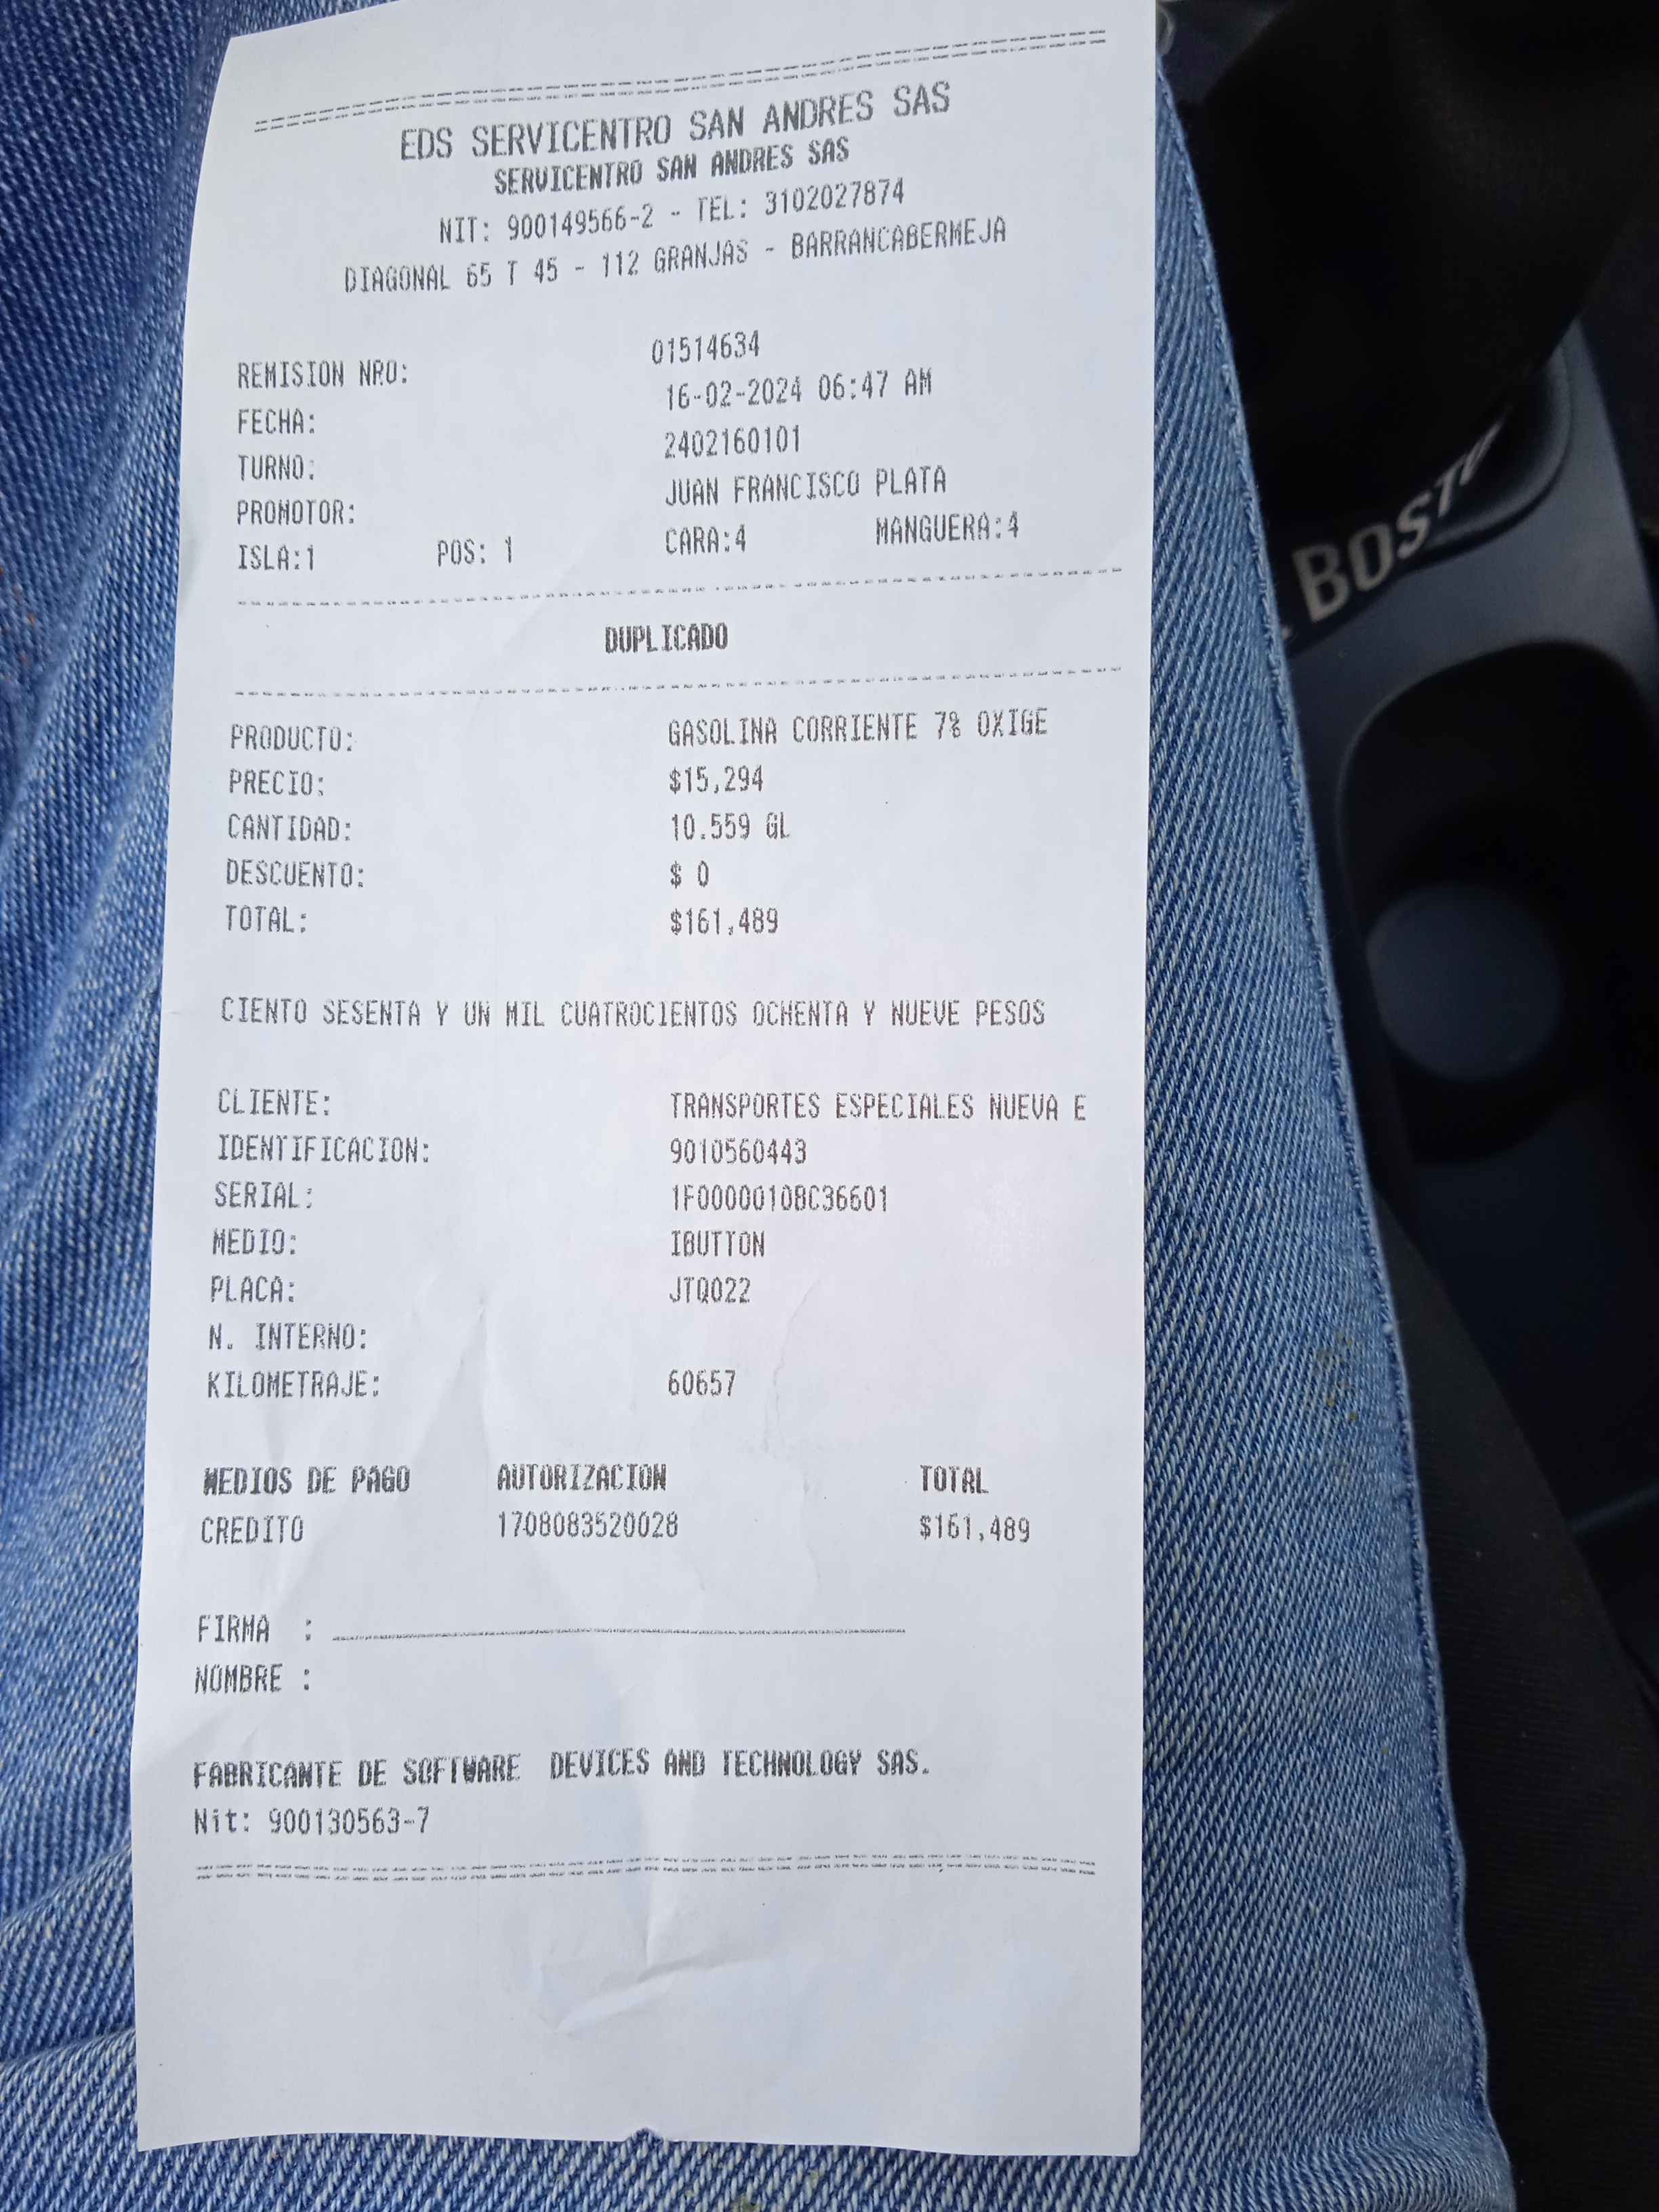 EDS SERVICENTRO SAN ANDRES SAS
SERVICENTRO SAN ANDRES SAS
NIT: 900149566-2 - TEL: 3102027874
DIAGONAL 65 T 45 - 112 GRANJAS - BARRANCABERMEJA
REMISION NRO: 01514634
FECHA: 16-02-2024 06:47 AM
TURNO: 2402160101
PROMOTOR: JUAN FRANCISCO PLATA
ISLA:1 POS: 1 CARA:4 MANGUERA:4
DUPLICADO
PRODUCTO: GASOLINA CORRIENTE 7% OXIGE
PRECIO: $15,294
CANTIDAD: 10.559 GL
DESCUENTO: $ 0
TOTAL: $161,489
CIENTO SESENTA Y UN MIL CUATROCIENTOS OCHENTA Y NUEVE PESOS
CLIENTE: TRANSPORTES ESPECIALES NUEVA E
IDENTIFICACION: 9010560443
SERIAL: 1F0000010BC36601
MEDIO: IBUTTON
PLACA: JTQ022
N. INTERNO:
KILOMETRAJE: 60657
MEDIOS DE PAGO AUTORIZACION TOTAL
CREDITO 1708083520028 $161,489
FIRMA :
NOMBRE :
FABRICANTE DE SOFTWARE DEVICES AND TECHNOLOGY SAS.
Nit: 900130563-7